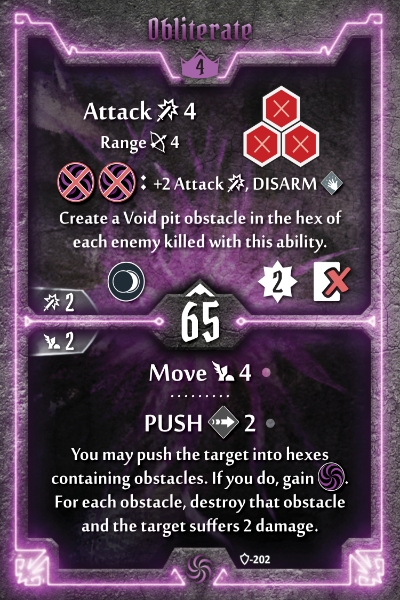 Obliterate
4
Attack 4
Range 4
: +2 Attack, DISARM
Create a Void pit obstacle in the hex of
each enemy killed with this ability.
2
2
65
2
Move 4
PUSH 2
You may push the target into hexes
containing obstacles. If you do, gain .
For each obstacle, destroy that obstacle
and the target suffers 2 damage.
-202